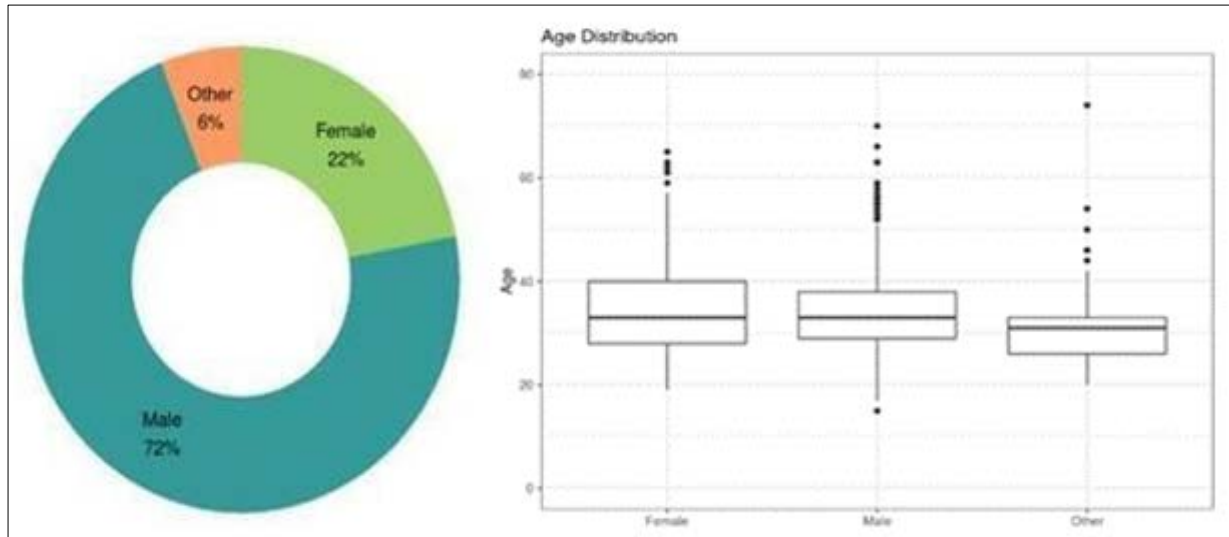 Other
6%
Female
22%
Male
72%
Age Distribution
80
60
40
20
0
Age
Female
Male
Other